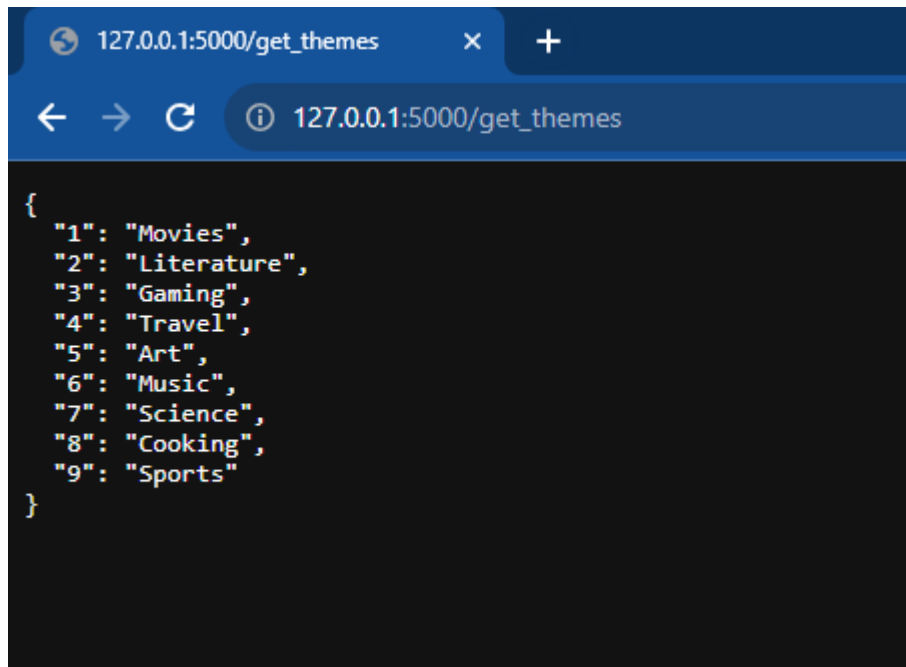 127.0.0.1:5000/get_themes
127.0.0.1:5000/get_themes
{
  "1": "Movies",
  "2": "Literature",
  "3": "Gaming",
  "4": "Travel",
  "5": "Art",
  "6": "Music",
  "7": "Science",
  "8": "Cooking",
  "9": "Sports"
}